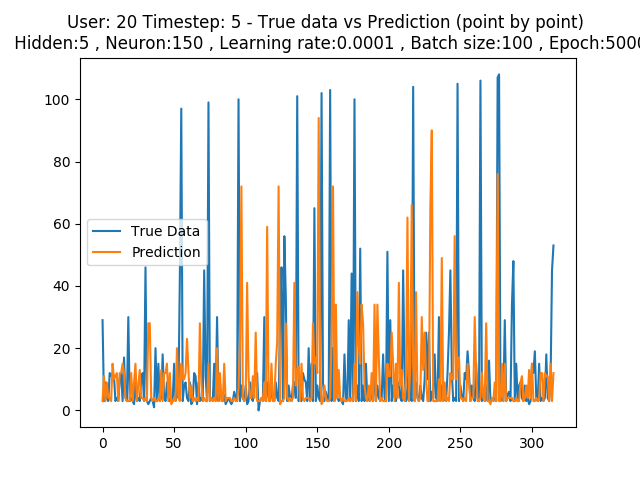 User: 20 Timestep: 5 - True data vs Prediction (point by point)
Hidden:5 , Neuron:150 , Learning rate:0.0001 , Batch size:100 , Epoch:5000
100
80
60
True Data
Prediction
40
20
0
0 50 100 150 200 250 300